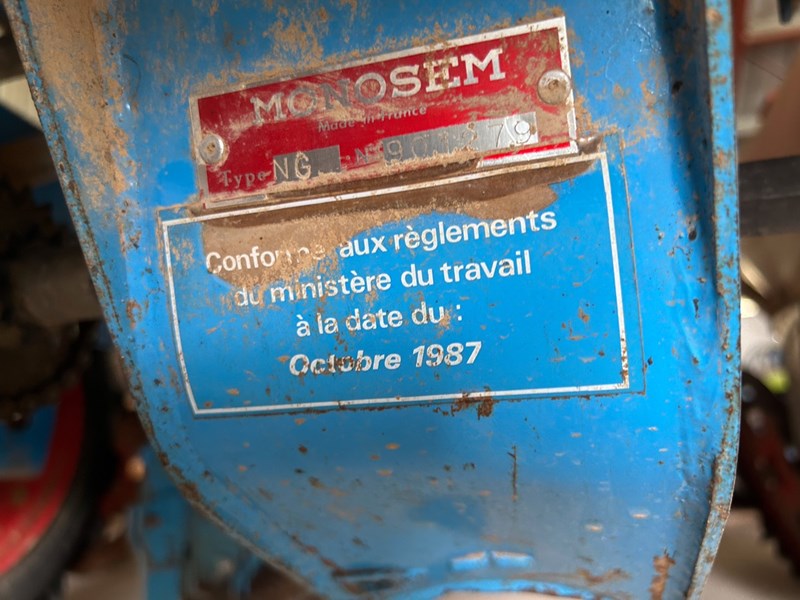 MONOSEM
Made in France
Type NG N°
Conforme aux règlements
du ministère du travail
à la date du :
Octobre 1987